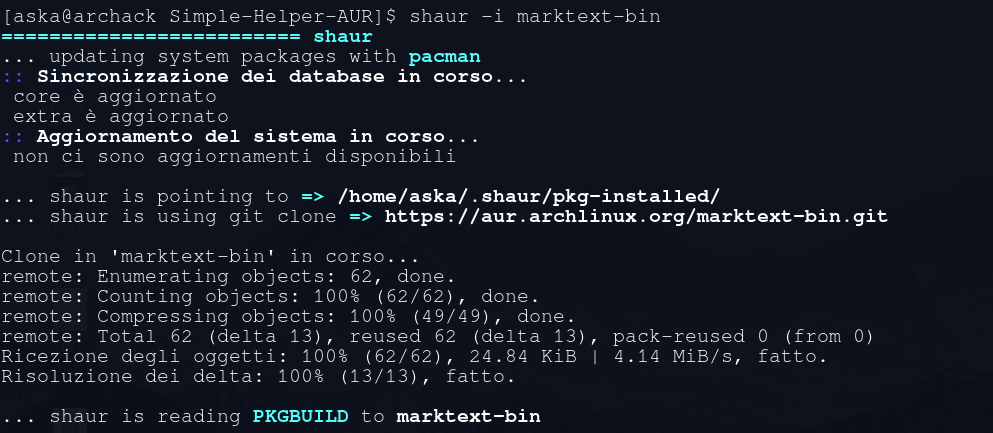 [aska@archack Simple-Helper-AUR]$ shaur -i marktext-bin
========================= shaur
... updating system packages with pacman
:: Sincronizzazione dei database in corso...
 core è aggiornato
 extra è aggiornato
:: Aggiornamento del sistema in corso...
 non ci sono aggiornamenti disponibili

... shaur is pointing to => /home/aska/.shaur/pkg-installed/
... shaur is using git clone => https://aur.archlinux.org/marktext-bin.git

Clone in 'marktext-bin' in corso...
remote: Enumerating objects: 62, done.
remote: Counting objects: 100% (62/62), done.
remote: Compressing objects: 100% (49/49), done.
remote: Total 62 (delta 13), reused 62 (delta 13), pack-reused 0 (from 0)
Ricezione degli oggetti: 100% (62/62), 24.84 KiB | 4.14 MiB/s, fatto.
Risoluzione dei delta: 100% (13/13), fatto.

... shaur is reading PKGBUILD to marktext-bin